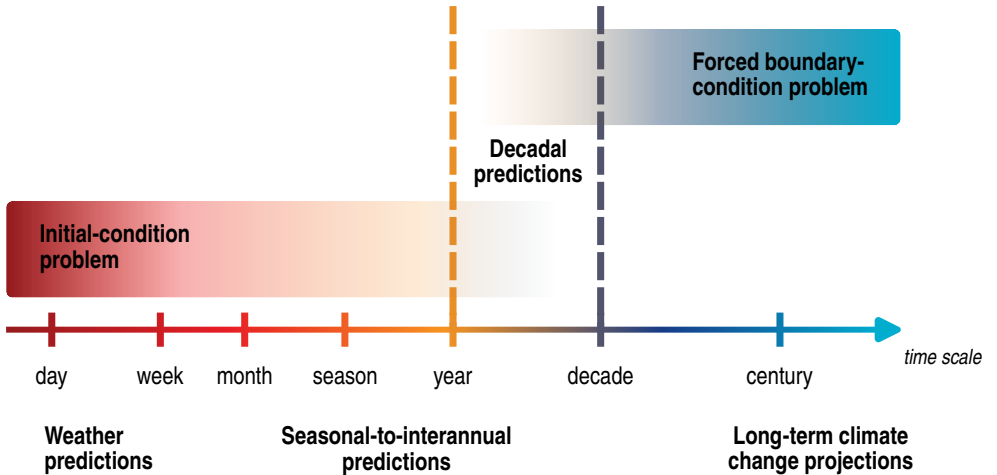 Forced boundary-
condition problem
Decadal
predictions
Initial-condition
problem
time scale
day week month season year decade century
Weather
predictions
Seasonal-to-interannual
predictions
Long-term climate
change projections